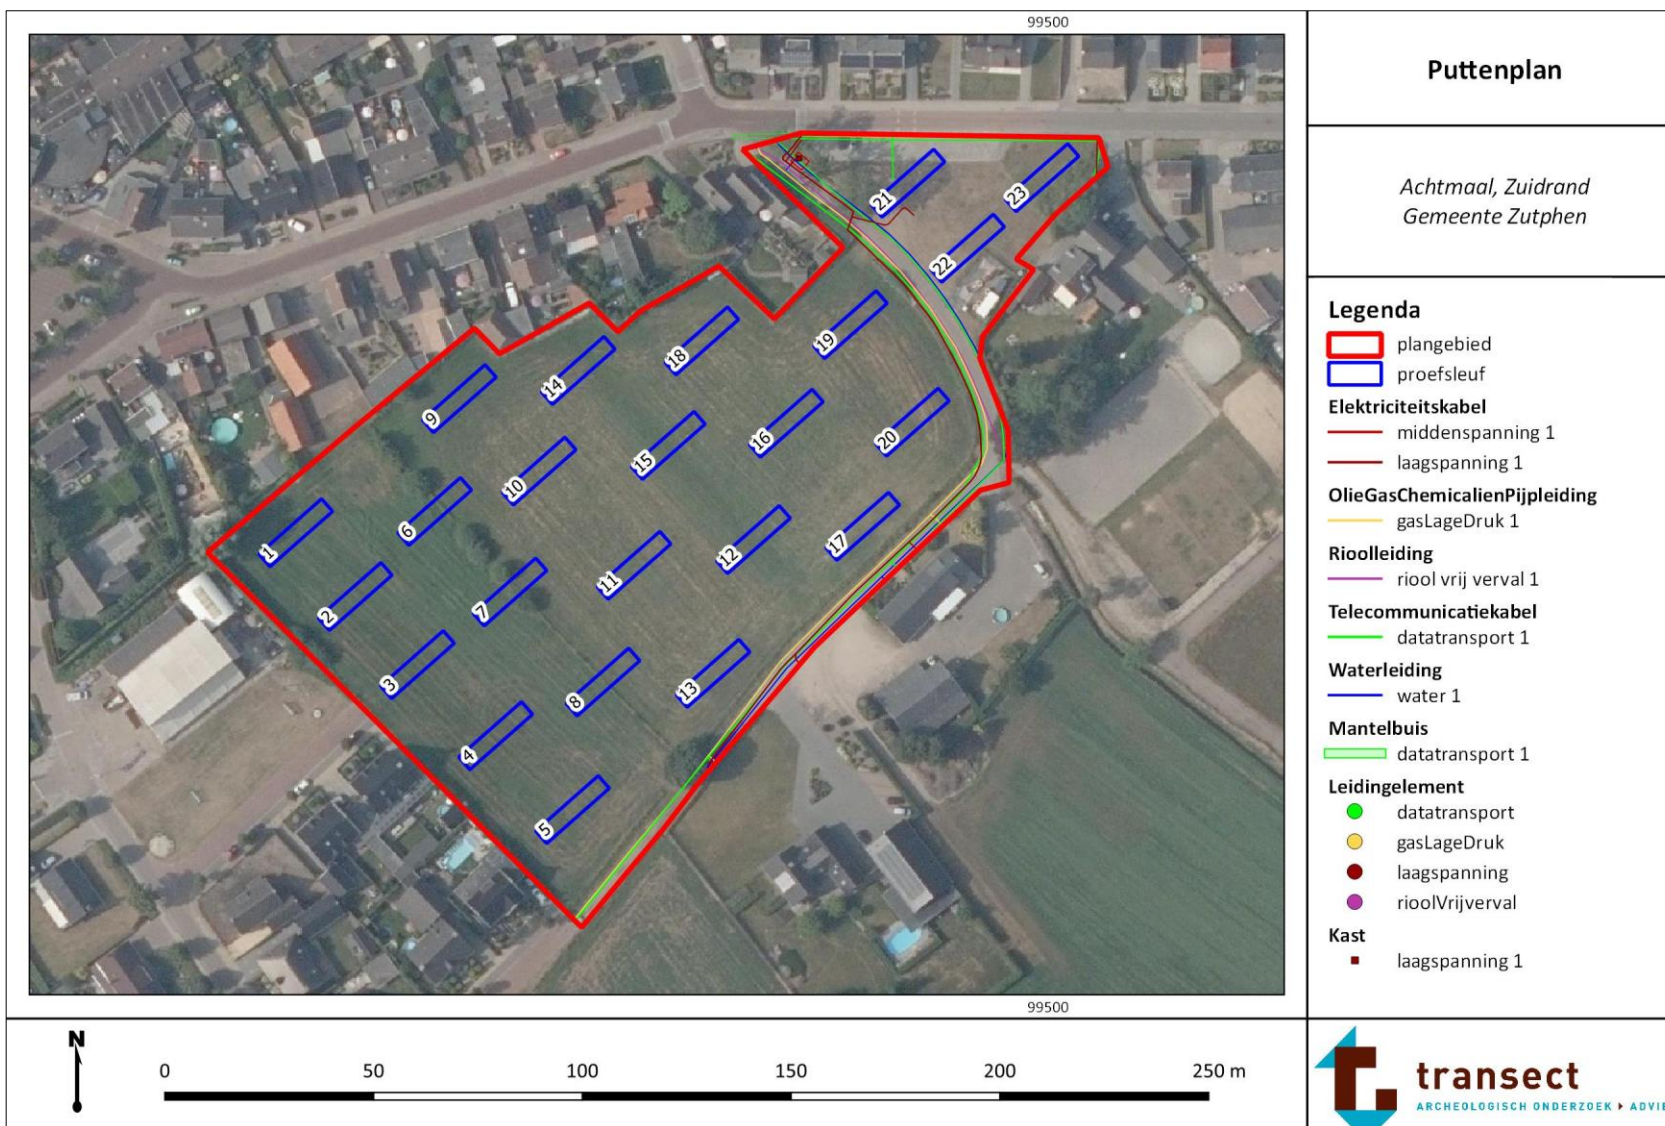 99500
1
2
3
4
5
6
7
8
9
10
11
12
13
14
15
16
17
18
19
20
21
22
23
99500
Puttenplan
Achtmaal, Zuidrand
Gemeente Zutphen
Legenda
plangebied
proefsleuf
Elektriciteitskabel
middenspanning 1
laagspanning 1
OlieGasChemicalienPijpleiding
gasLageDruk 1
Rioolleiding
riool vrij verval 1
Telecommunicatiekabel
datatransport 1
Waterleiding
water 1
Mantelbuis
datatransport 1
Leidingelement
datatransport
gasLageDruk
laagspanning
rioolVrijverval
Kast
laagspanning 1
N
0 50 100 150 200 250 m
transect
ARCHEOLOGISCH ONDERZOEK ▸ ADVIE